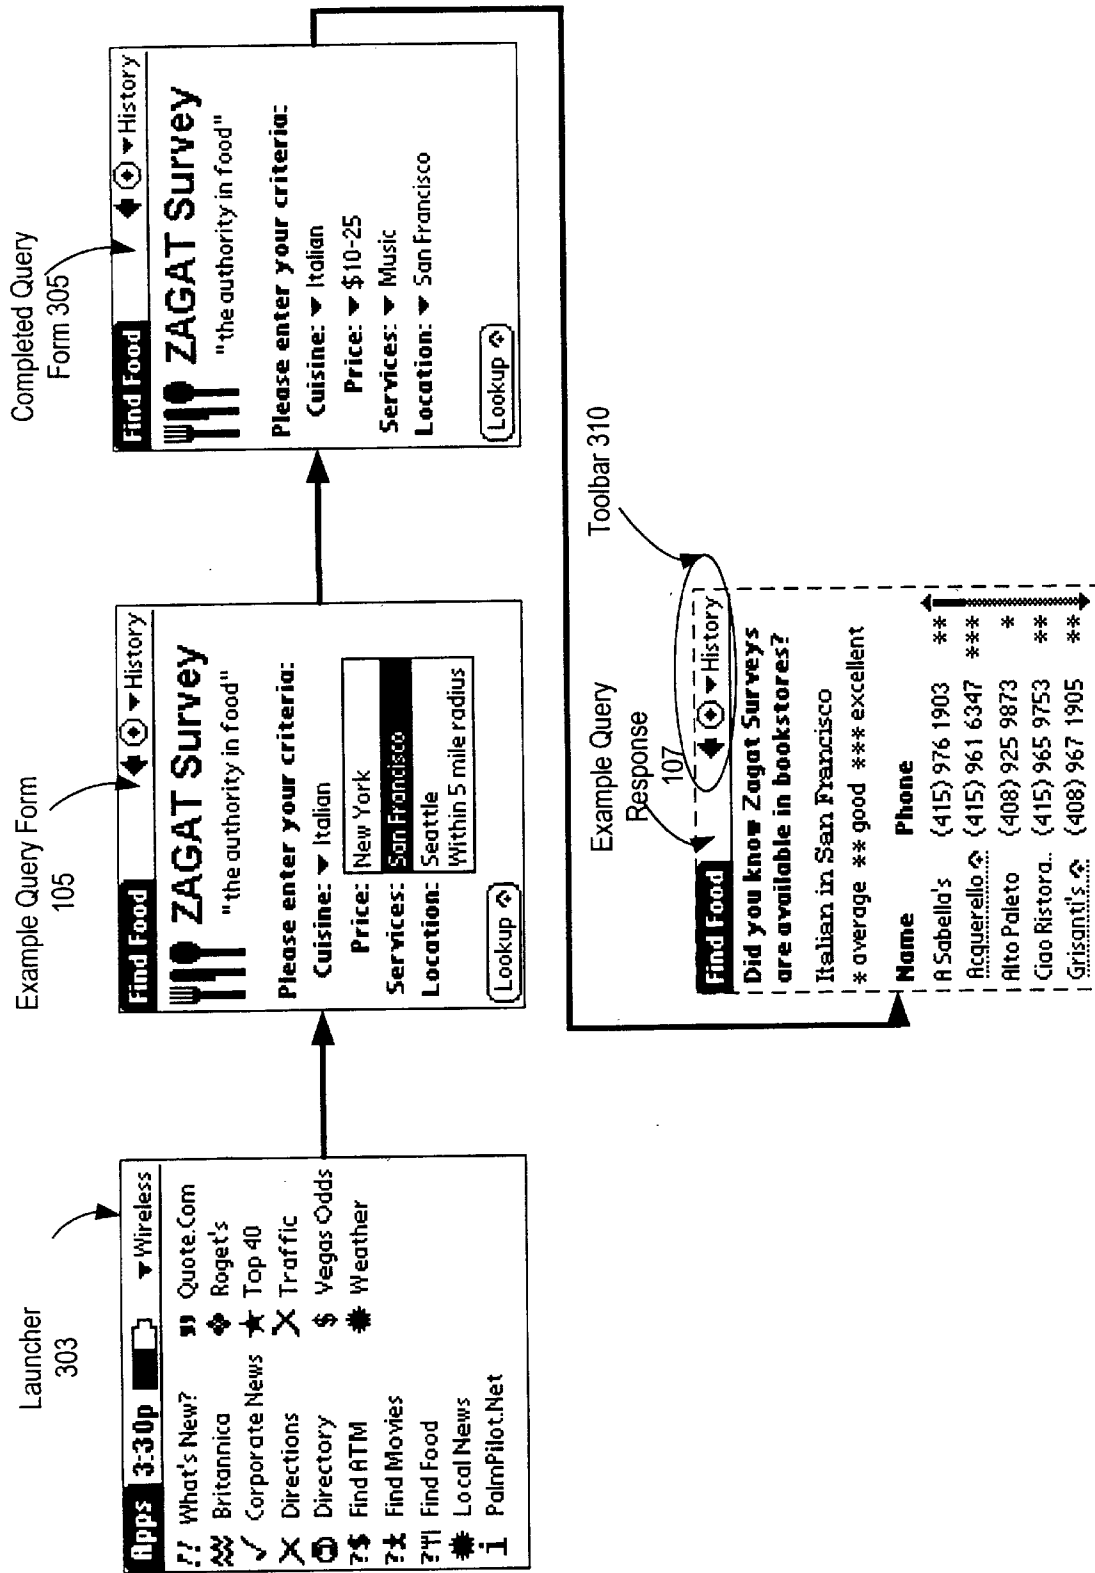 Launcher
303
Apps 3:30p Wireless
What's New?
Britannica
Corporate News
Directions
Directory
?$ Find ATM
Find Movies
Find Food
Local News
i PalmPilot.Net
Quote.Com
Roget's
Top 40
Traffic
$ Vegas Odds
Weather
Example Query Form
105
Find Food History
ZAGAT Survey
"the authority in food"
Please enter your criteria:
Cuisine: Italian
Price:
Services:
Location:
New York
San Francisco
Seattle
Within 5 mile radius
Lookup
Completed Query
Form 305
Find Food History
ZAGAT Survey
"the authority in food"
Please enter your criteria:
Cuisine: Italian
Price: $10-25
Services: Music
Location: San Francisco
Lookup
Example Query
Response
107
Toolbar 310
Find Food History
Did you know Zagat Surveys
are available in bookstores?
Italian in San Francisco
* average ** good *** excellent
Name Phone
A Sabella's (415) 976 1903 **
Acquerello (415) 961 6347 ***
Alto Paleto (408) 925 9873 *
Ciao Ristora.. (415) 965 9753 **
Grisanti's (408) 967 1905 **